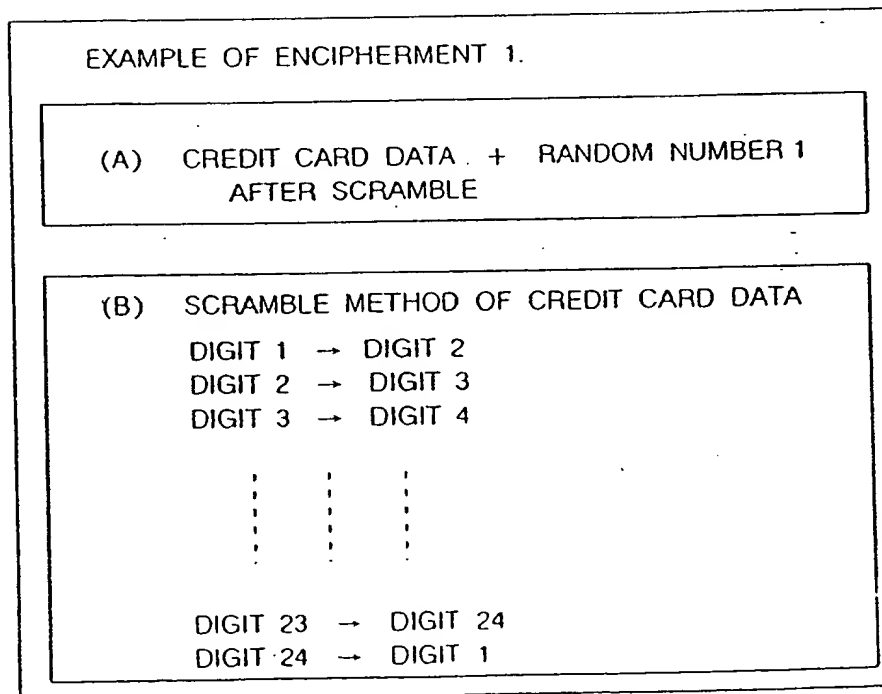 EXAMPLE OF ENCIPHERMENT 1.
(A) CREDIT CARD DATA + RANDOM NUMBER 1
AFTER SCRAMBLE
(B) SCRAMBLE METHOD OF CREDIT CARD DATA
DIGIT 1 → DIGIT 2
DIGIT 2 → DIGIT 3
DIGIT 3 → DIGIT 4
DIGIT 23 → DIGIT 24
DIGIT 24 → DIGIT 1